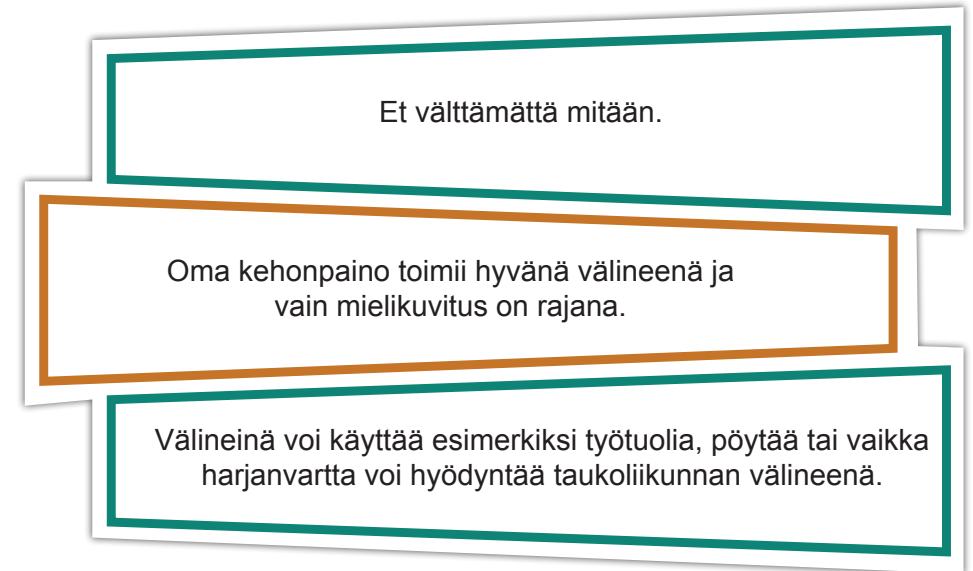 Et välttämättä mitään.
Oma kehonpaino toimii hyvänä välineenä ja
vain mielikuvitus on rajana.
Välineinä voi käyttää esimerkiksi työtuolia, pöytää tai vaikka
harjanvartta voi hyödyntää taukoliikunnan välineenä.